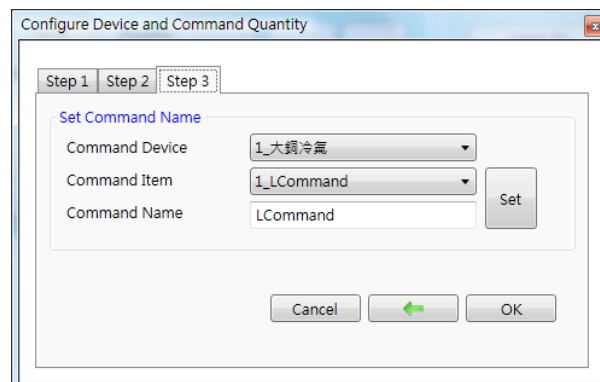 Configure Device and Command Quantity
Step 1 Step 2 Step 3
Set Command Name
Command Device 1_大銅冷氣
Command Item 1_LCommand
Command Name LCommand
Set
Cancel OK